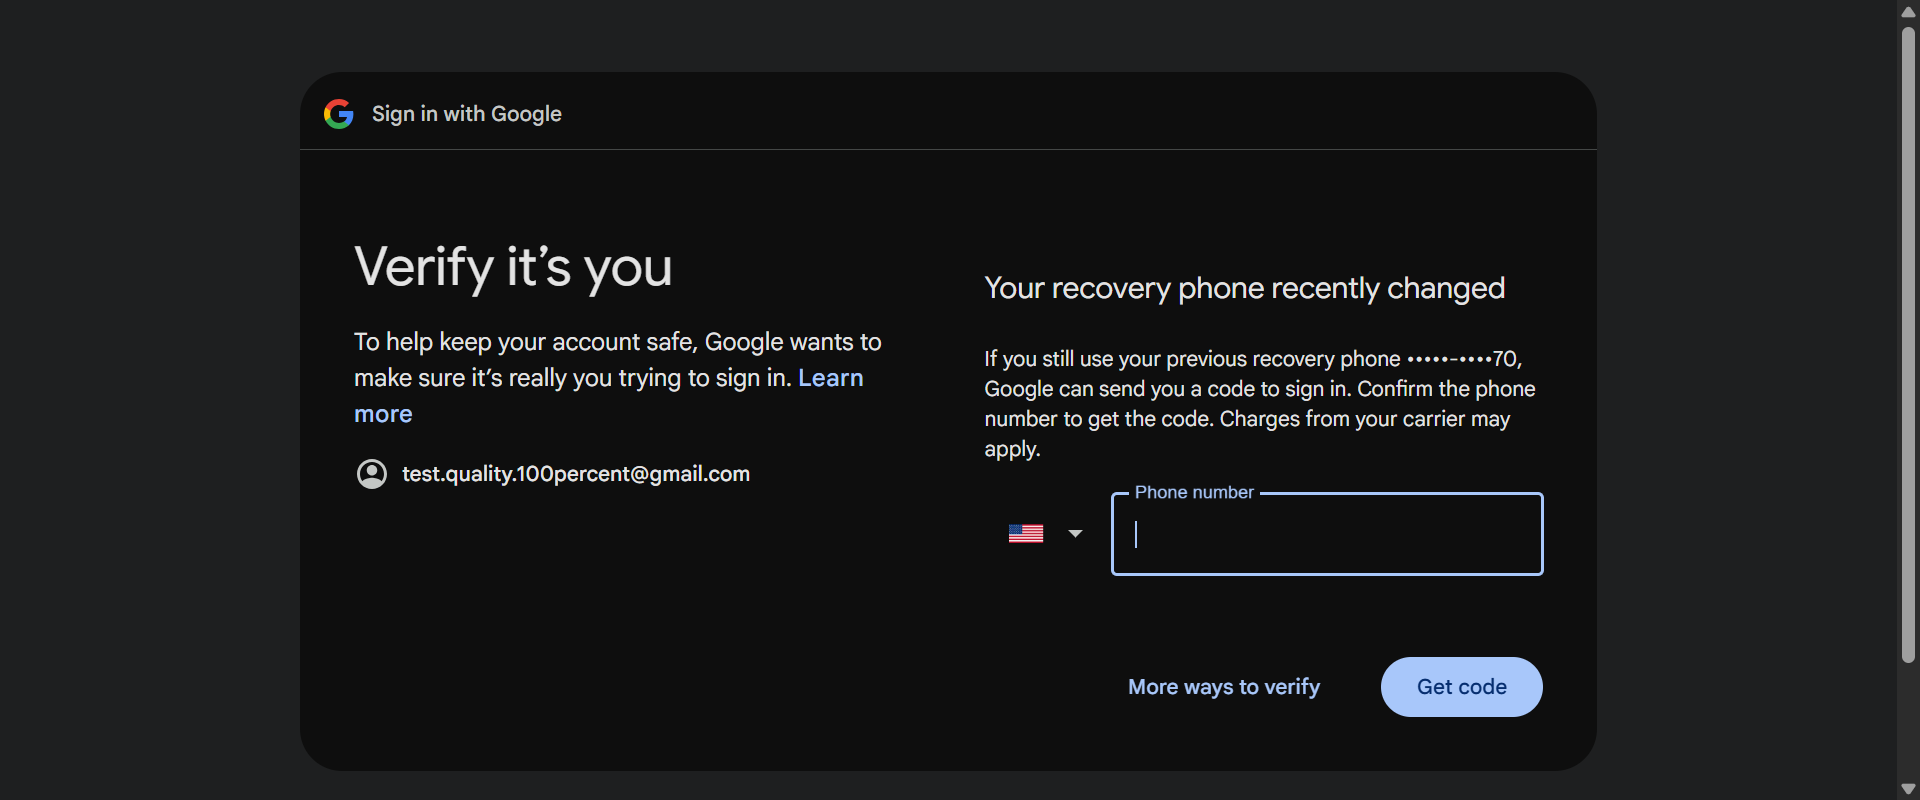 Sign in with Google
Verify it’s you
To help keep your account safe, Google wants to
make sure it’s really you trying to sign in. Learn
more
test.quality.100percent@gmail.com
Your recovery phone recently changed
If you still use your previous recovery phone •••••-••••70,
Google can send you a code to sign in. Confirm the phone
number to get the code. Charges from your carrier may
apply.
Phone number
More ways to verify
Get code